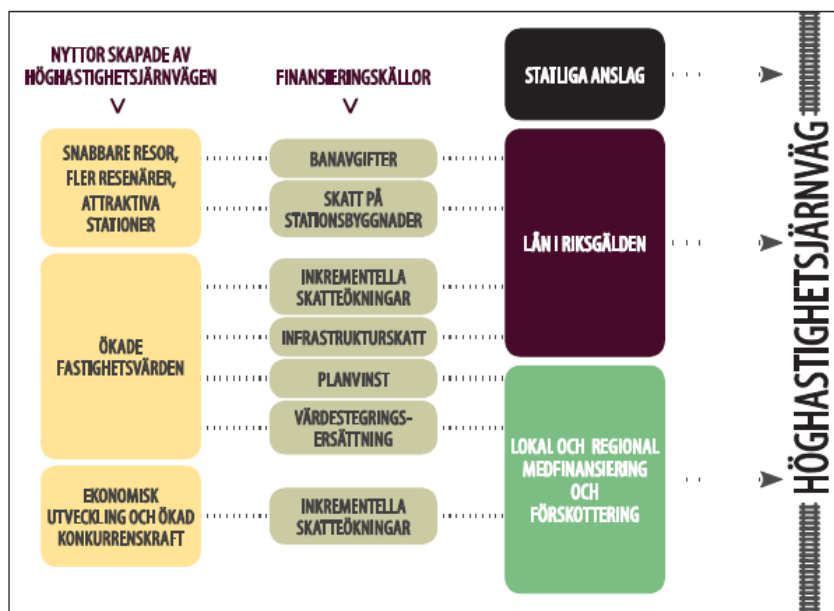 NYTTOR SKAPADE AV
HÖGHASTIGHETSJÄRNVÄGEN
SNABBARE RESOR,
FLER RESENÄRER,
ATTRAKTIVA
STATIONER
ÖKADE
FASTIGHETSVÄRDEN
EKONOMISK
UTVECKLING OCH ÖKAD
KONKURRENSKRAFT
FINANSIERINGSKÄLLOR
BANAVGIFTER
SKATT PÅ
STATIONSBYGGNADER
INKREMENTELLA
SKATTEÖKNINGAR
INFRASTRUKTURSKATT
PLANVINST
VÄRDESTEGRINGS-
ERSÄTTNING
INKREMENTELLA
SKATTEÖKNINGAR
STATLIGA ANSLAG
LÅN I RIKSGÄLDEN
LOKAL OCH REGIONAL
MEDFINANSIERING
OCH
FÖRSKOTTERING
HÖGHASTIGHETSJÄRNVÄG